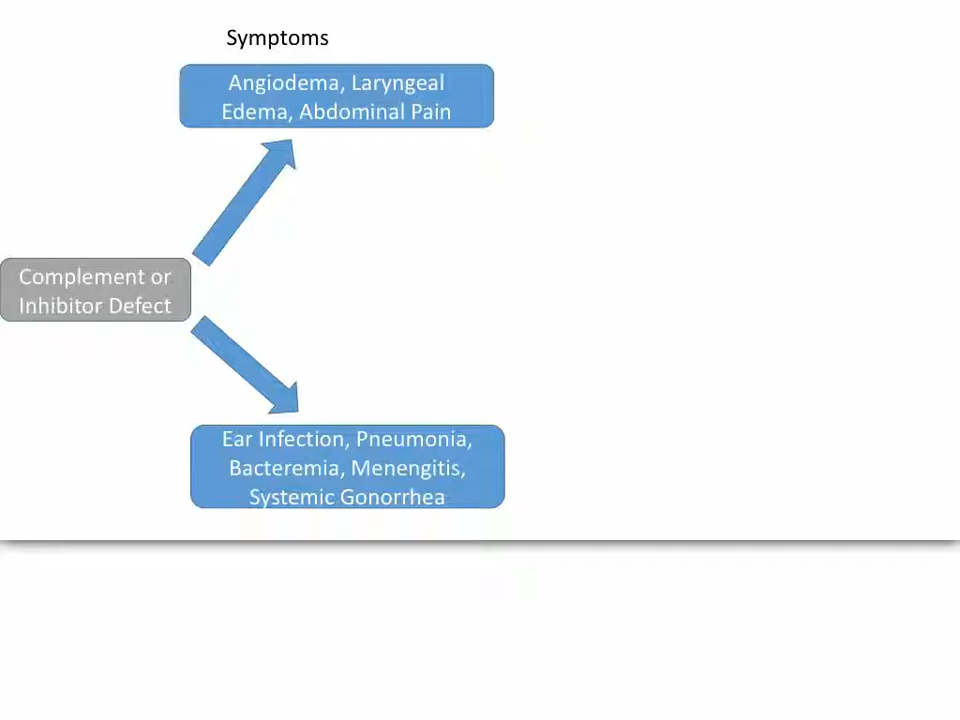 Symptoms
Angiodema, Laryngeal
Edema, Abdominal Pain
Complement or
Inhibitor Defect
Ear Infection, Pneumonia,
Bacteremia, Menengitis,
Systemic Gonorrhea